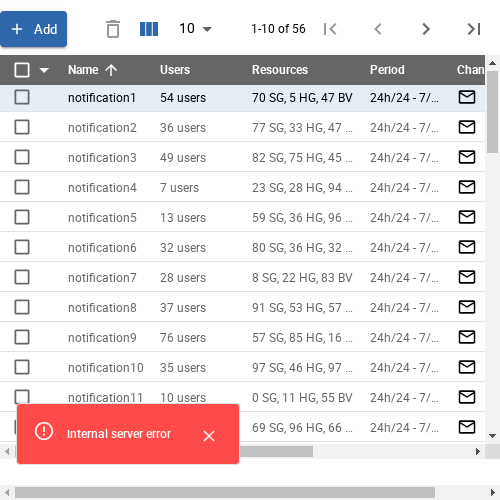 Add 10 1-10 of 56
Name Users Resources Period Chan
notification1 54 users 70 SG, 5 HG, 47 BV 24h/24 - 7/...
notification2 36 users 77 SG, 33 HG, 47 ... 24h/24 - 7/...
notification3 49 users 82 SG, 75 HG, 45 ... 24h/24 - 7/...
notification4 7 users 23 SG, 28 HG, 94 ... 24h/24 - 7/...
notification5 13 users 59 SG, 36 HG, 96 ... 24h/24 - 7/...
notification6 32 users 80 SG, 36 HG, 32 ... 24h/24 - 7/...
notification7 28 users 8 SG, 22 HG, 83 BV 24h/24 - 7/...
notification8 37 users 91 SG, 53 HG, 57 ... 24h/24 - 7/...
notification9 76 users 57 SG, 85 HG, 16 ... 24h/24 - 7/...
notification10 35 users 97 SG, 46 HG, 97 ... 24h/24 - 7/...
notification11 10 users 0 SG, 11 HG, 55 BV 24h/24 - 7/...
69 SG, 96 HG, 66 ... 24h/24 - 7/...
Internal server error